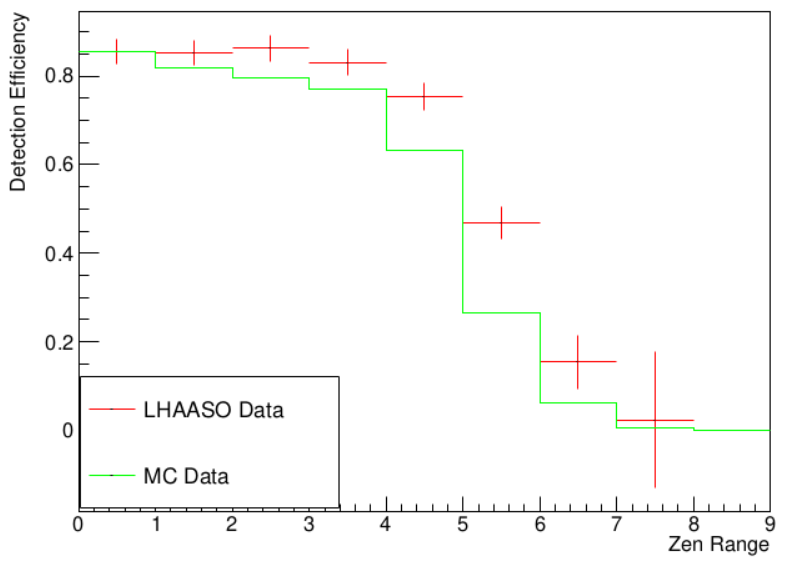 Detection Efficiency
0.8
0.6
0.4
0.2
0
LHAASO Data
MC Data
0 1 2 3 4 5 6 7 8 9
Zen Range